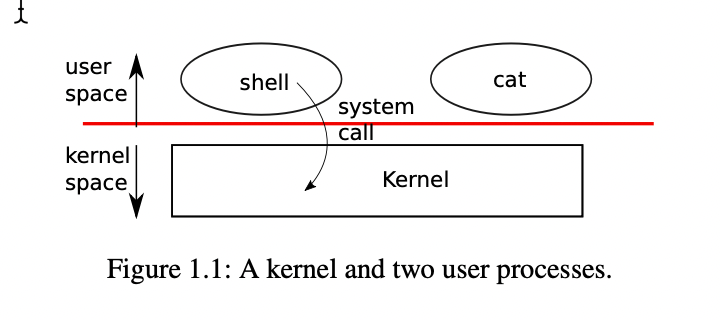 user
space
shell
cat
system
call
kernel
space
Kernel
Figure 1.1: A kernel and two user processes.